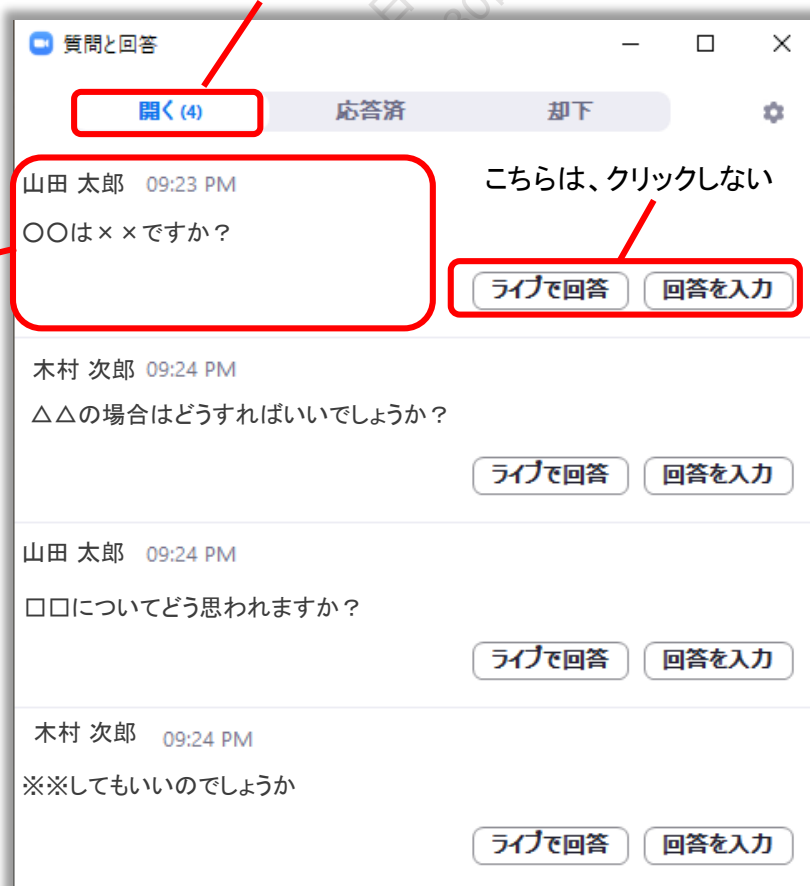 質問と回答
開く (4)
応答済
却下
山田 太郎 09:23 PM
こちらは、クリックしない
〇〇は××ですか？
ライブで回答
回答を入力
木村 次郎 09:24 PM
△△の場合はどうすればいいでしょうか？
ライブで回答
回答を入力
山田 太郎 09:24 PM
□□についてどう思われますか？
ライブで回答
回答を入力
木村 次郎 09:24 PM
※※してもいいのでしょうか
ライブで回答
回答を入力